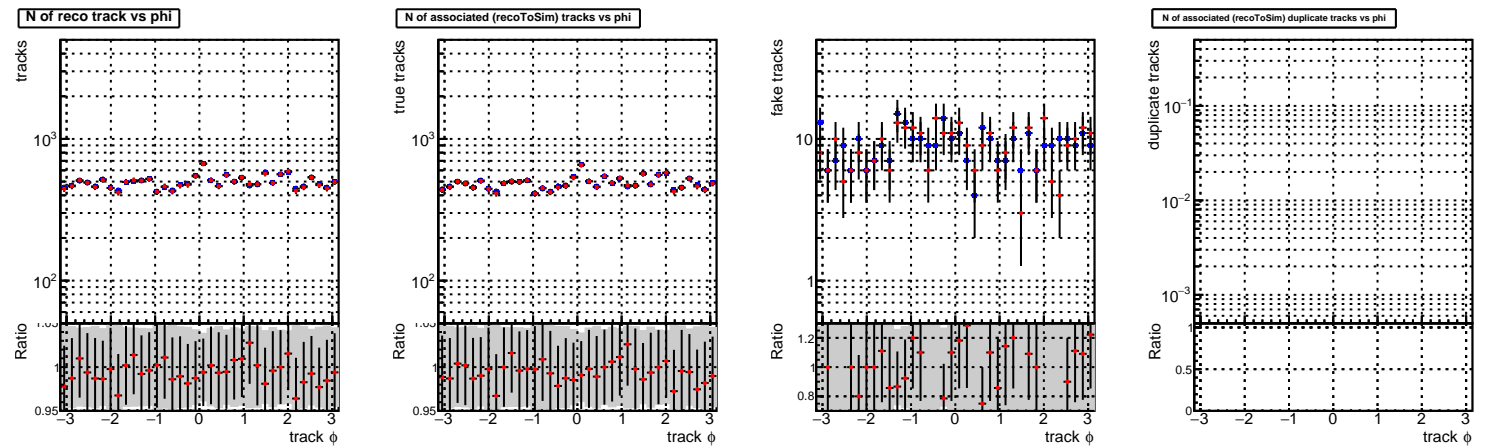 N of reco track vs phi
tracks
10³
10²
Ratio
1.05
1
0.95
−3 −2 −1 0 1 2 3
track ϕ
N of associated (recoToSim) tracks vs phi
true tracks
10³
10²
Ratio
1.05
1
0.95
−3 −2 −1 0 1 2 3
track ϕ
fake tracks
10
1
Ratio
1.2
1
0.8
−3 −2 −1 0 1 2 3
track ϕ
N of associated (recoToSim) duplicate tracks vs phi
duplicate tracks
10⁻¹
10⁻²
10⁻³
Ratio
1
0.5
0
−3 −2 −1 0 1 2 3
track ϕ